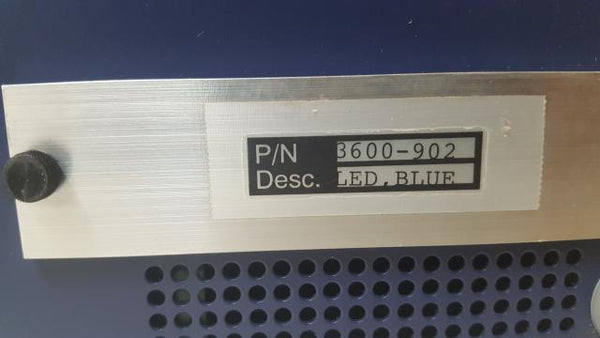 P/N 3600-902
Desc. LED, BLUE